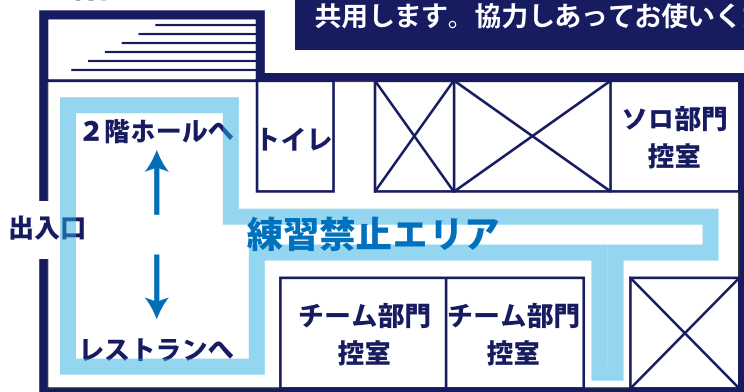 共用します。協力しあってお使いく
2階ホールへ
トイレ
ソロ部門
控室
出入口
練習禁止エリア
チーム部門
控室
チーム部門
控室
レストランへ